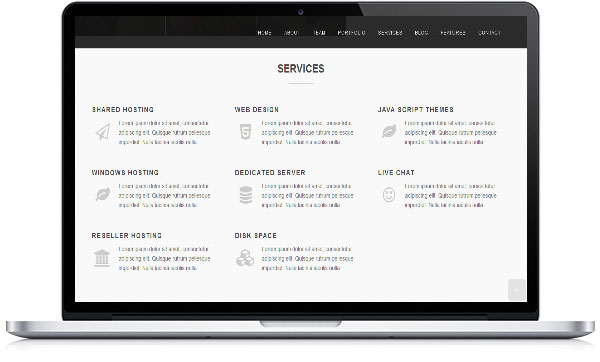 HOME ABOUT TEAM PORTFOLIO SERVICES BLOG FEATURES CONTACT
SERVICES
SHARED HOSTING
Lorem ipsum dolor sit amet, consectetur
adipiscing elit. Quisque rutrum pellesque
imperdiet. Nulla lacinia iaculis nulla
WEB DESIGN
Lorem ipsum dolor sit amet, consectetur
adipiscing elit. Quisque rutrum pellesque
imperdiet. Nulla lacinia iaculis nulla
JAVA SCRIPT THEMES
Lorem ipsum dolor sit amet, consectetur
adipiscing elit. Quisque rutrum pellesque
imperdiet. Nulla lacinia iaculis nulla
WINDOWS HOSTING
Lorem ipsum dolor sit amet, consectetur
adipiscing elit. Quisque rutrum pellesque
imperdiet. Nulla lacinia iaculis nulla
DEDICATED SERVER
Lorem ipsum dolor sit amet, consectetur
adipiscing elit. Quisque rutrum pellesque
imperdiet. Nulla lacinia iaculis nulla
LIVE CHAT
Lorem ipsum dolor sit amet, consectetur
adipiscing elit. Quisque rutrum pellesque
imperdiet. Nulla lacinia iaculis nulla
RESELLER HOSTING
Lorem ipsum dolor sit amet, consectetur
adipiscing elit. Quisque rutrum pellesque
imperdiet. Nulla lacinia iaculis nulla
DISK SPACE
Lorem ipsum dolor sit amet, consectetur
adipiscing elit. Quisque rutrum pellesque
imperdiet. Nulla lacinia iaculis nulla